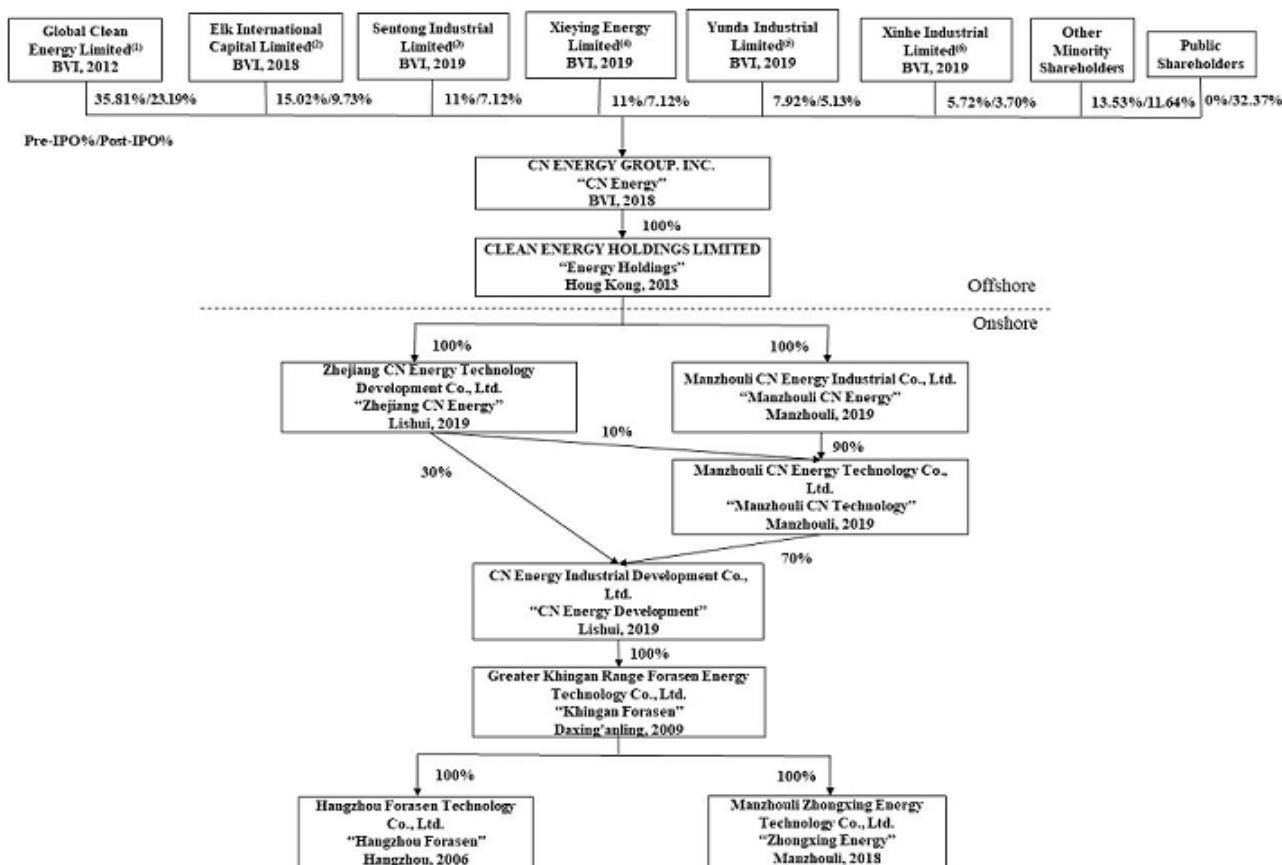 Global Clean
Energy Limited(1)
BVI, 2012
Elk International
Capital Limited(2)
BVI, 2018
Sentong Industrial
Limited(3)
BVI, 2019
Xieying Energy
Limited(4)
BVI, 2019
Yunda Industrial
Limited(5)
BVI, 2019
Xinhe Industrial
Limited(6)
BVI, 2019
Other
Minority
Shareholders
Public
Shareholders
35.81%/23.19%
15.02%/9.73%
11%/7.12%
11%/7.12%
7.92%/5.13%
5.72%/3.70%
13.53%/11.64%
0%/32.37%
Pre-IPO%/Post-IPO%
CN ENERGY GROUP. INC.
“CN Energy”
BVI, 2018
100%
CLEAN ENERGY HOLDINGS LIMITED
“Energy Holdings”
Hong Kong, 2013
Offshore
Onshore
100%
100%
Zhejiang CN Energy Technology
Development Co., Ltd.
“Zhejiang CN Energy”
Lishui, 2019
Manzhouli CN Energy Industrial Co., Ltd.
“Manzhouli CN Energy”
Manzhouli, 2019
10%
90%
30%
Manzhouli CN Energy Technology Co.,
Ltd.
“Manzhouli CN Technology”
Manzhouli, 2019
70%
CN Energy Industrial Development Co.,
Ltd.
“CN Energy Development”
Lishui, 2019
100%
Greater Khingan Range Forasen Energy
Technology Co., Ltd.
“Khingan Forasen”
Daxing'anling, 2009
100%
100%
Hangzhou Forasen Technology
Co., Ltd.
“Hangzhou Forasen”
Hangzhou, 2006
Manzhouli Zhongxing Energy
Technology Co., Ltd.
“Zhongxing Energy”
Manzhouli, 2018